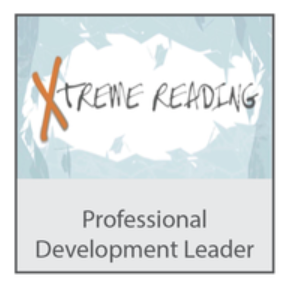 XTREME READING
Professional
Development Leader